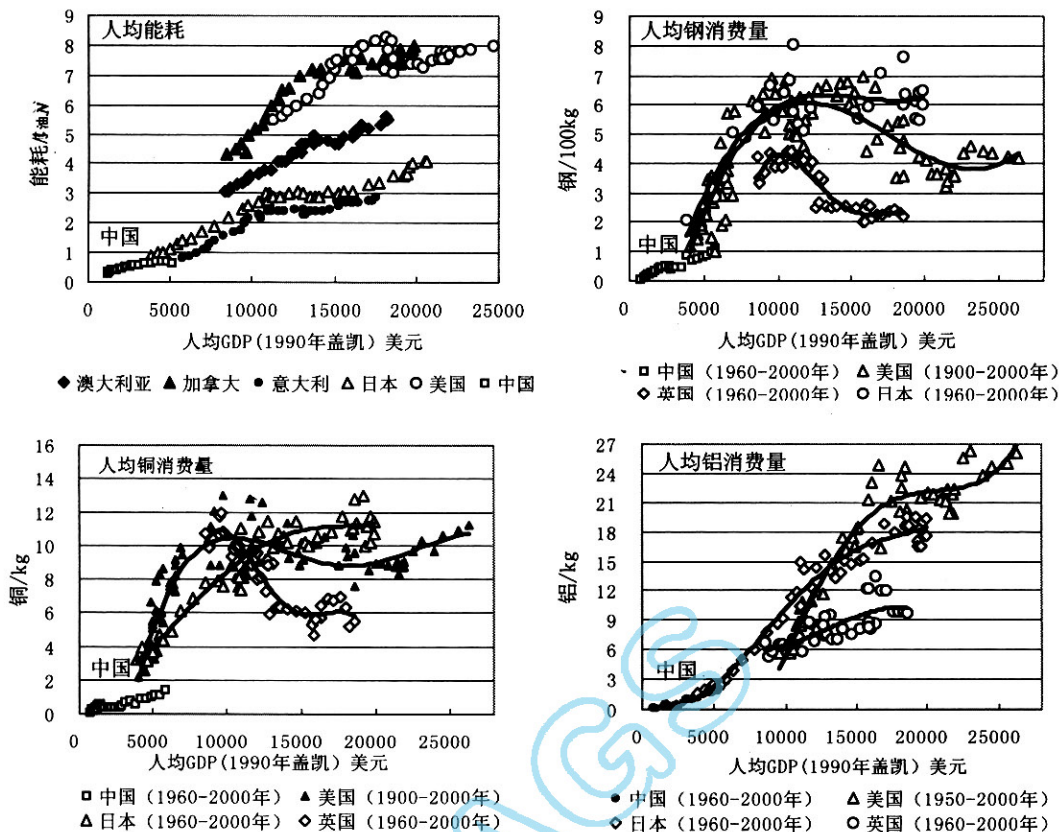 人均能耗
9
8
7
6
5
4
3
2
1
0
能耗/
中国
0 5000 10000 15000 20000 25000
人均GDP(1990年盖凯) 美元
◆ 澳大利亚 ▲ 加拿大 ● 意大利 △ 日本 ○ 美国 □ 中国
人均钢消费量
9
8
7
6
5
4
3
2
1
0
钢/100kg
中国
0 5000 10000 15000 20000 25000 30000
人均GDP(1990年盖凯) 美元
□ 中国 (1960-2000年) △ 美国 (1900-2000年)
◇ 英国 (1960-2000年) ○ 日本 (1960-2000年)
人均铜消费量
16
14
12
10
8
6
4
2
0
铜/kg
中国
0 5000 10000 15000 20000 25000 30000
人均GDP(1990年盖凯) 美元
□ 中国 (1960-2000年) ▲ 美国 (1900-2000年)
△ 日本 (1960-2000年) ◇ 英国 (1960-2000年)
人均铝消费量
27
24
21
18
15
12
9
6
3
0
铝/kg
中国
0 5000 10000 15000 20000 25000 30000
人均GDP(1990年盖凯) 美元
● 中国 (1960-2000年) △ 美国 (1950-2000年)
◇ 日本 (1960-2000年) ○ 英国 (1960-2000年)
AGS